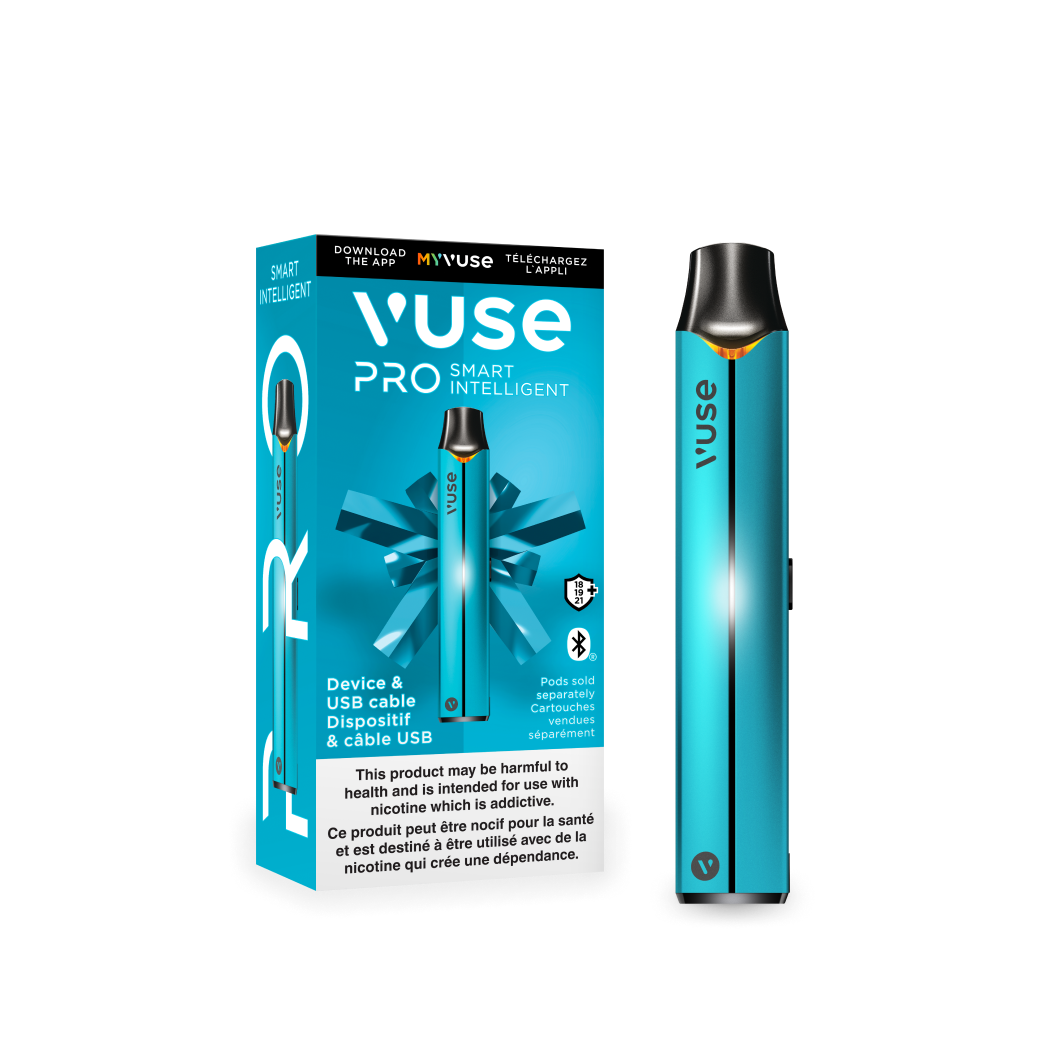 SMART
INTELLIGENT
PRO
vuse
DOWNLOAD
THE APP
MYVUSE
TÉLÉCHARGEZ
L'APPLI
vuse
PRO
SMART
INTELLIGENT
vuse
18
19
21
+
®
Device &
USB cable
Dispositif
& câble USB
Pods sold
separately
Cartouches
vendues
séparément
This product may be harmful to
health and is intended for use with
nicotine which is addictive.
Ce produit peut être nocif pour la santé
et est destiné à être utilisé avec de la
nicotine qui crée une dépendance.
vuse